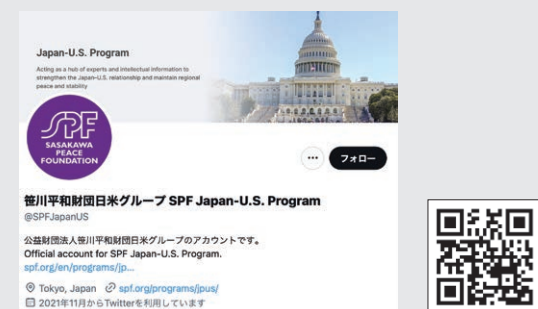 Japan-U.S. Program
Acting as a hub of experts and intellectual information to
strengthen the Japan-U.S. relationship and maintain regional
peace and stability
SPF
SASAKAWA
PEACE
FOUNDATION
フォロー
笹川平和財団日米グループ SPF Japan-U.S. Program
@SPFJapanUS
公益財団法人笹川平和財団日米グループのアカウントです。
Official account for SPF Japan-U.S. Program.
spf.org/en/programs/jp...
Tokyo, Japan spf.org/programs/jpus/
2021年11月からTwitterを利用しています